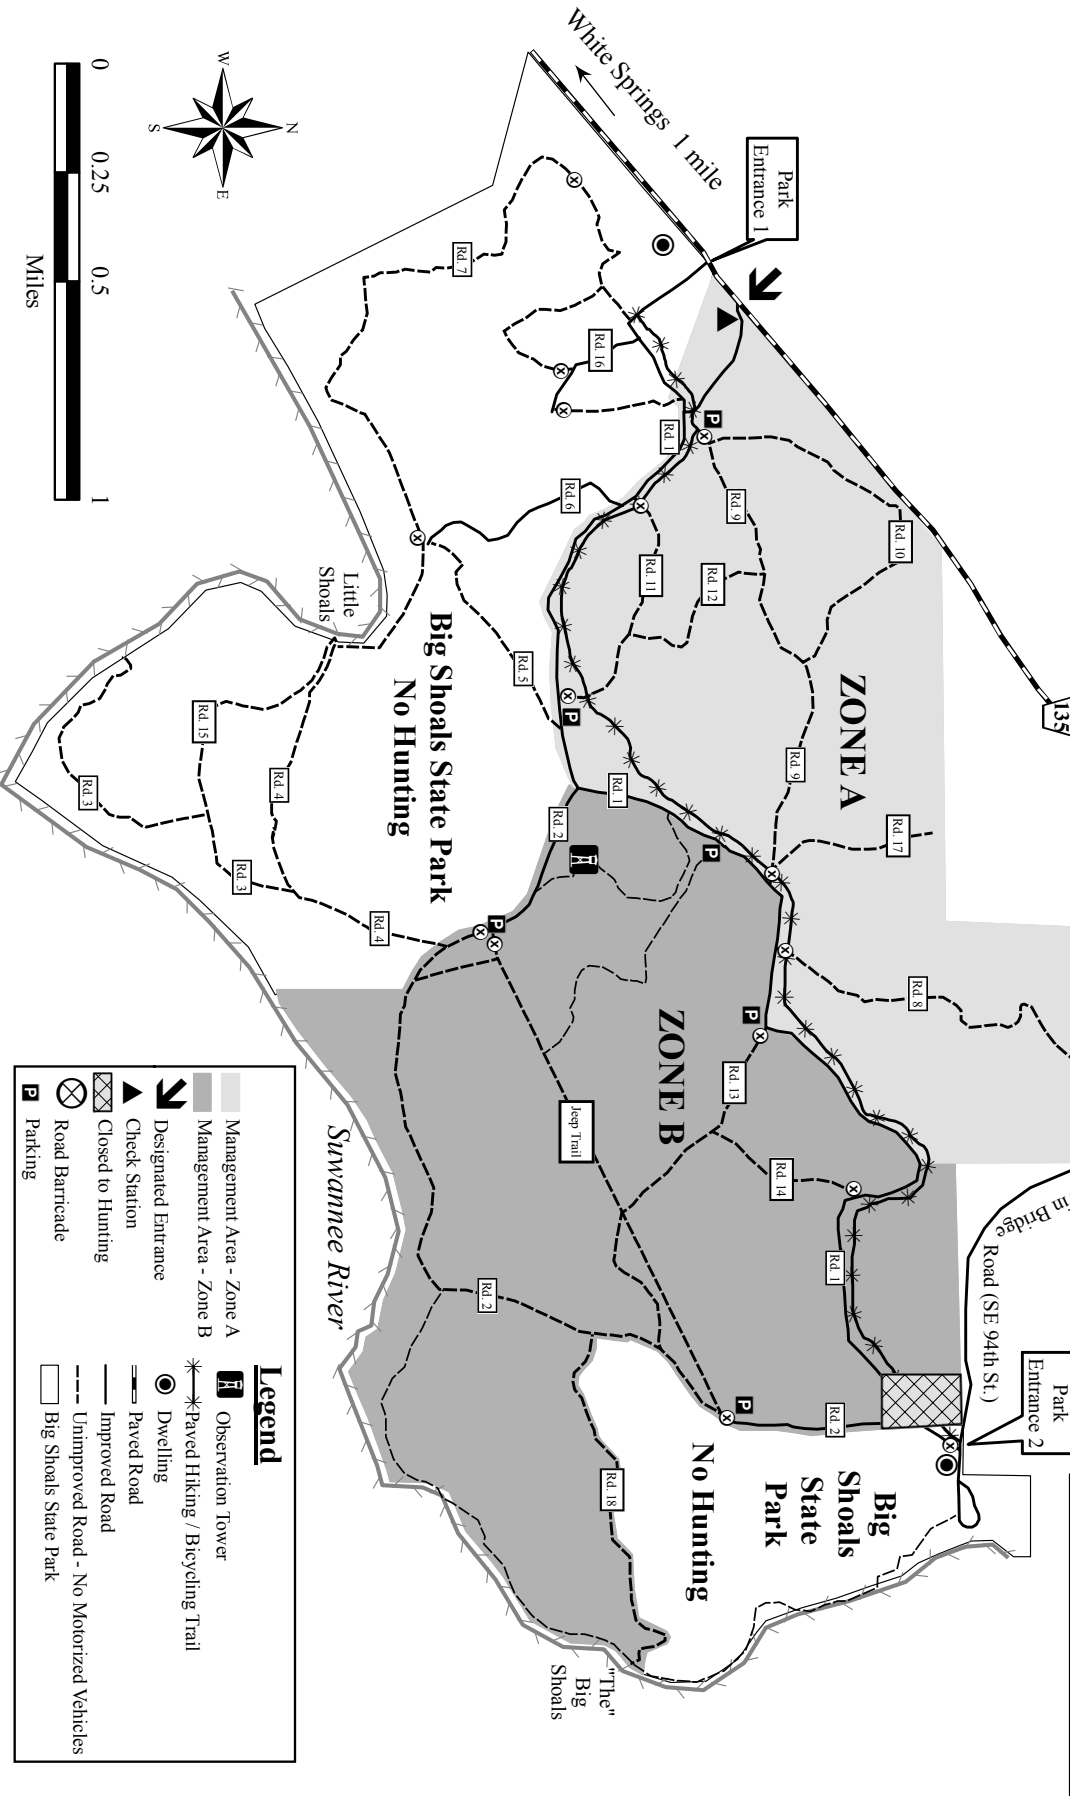 White Springs 1 mile
Park
Entrance 1
135
W
N
S
E
0
0.25
0.5
1
Miles
Rd. 7
Rd. 16
Rd. 1
P
Rd. 6
Rd. 9
Rd. 10
Rd. 11
Rd. 12
Little
Shoals
Rd. 5
P
ZONE A
Big Shoals State Park
No Hunting
Rd. 15
Rd. 3
Rd. 4
Rd. 9
Rd. 1
Rd. 2
Rd. 17
P
Rd. 3
Rd. 4
P
Rd. 8
P
ZONE B
Rd. 13
Jeep Trail
Rd. 14
Rd. 1
Rd. 2
Suwannee River
in Bridge
Road (SE 94th St.)
Park
Entrance 2
P
Rd. 2
Rd. 18
No Hunting
Big
Shoals
State
Park
"The"
Big
Shoals
Legend
Management Area - Zone A
Management Area - Zone B
Designated Entrance
Check Station
Closed to Hunting
Road Barricade
P
Parking
Observation Tower
Paved Hiking / Bicycling Trail
Dwelling
Paved Road
Improved Road
Unimproved Road - No Motorized Vehicles
Big Shoals State Park